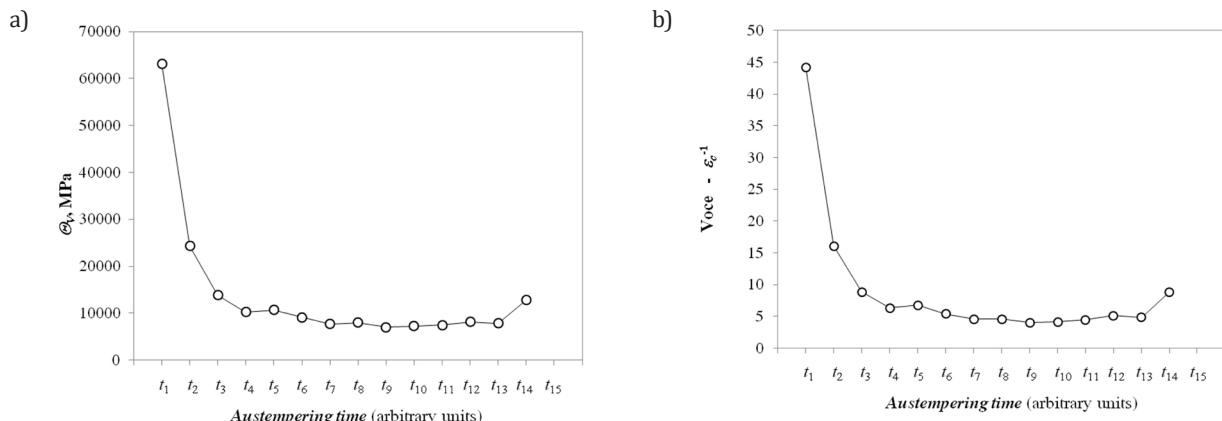 a)
70000
60000
50000
40000
30000
20000
10000
0
Θv, MPa
t1 t2 t3 t4 t5 t6 t7 t8 t9 t10 t11 t12 t13 t14 t15
Austempering time (arbitrary units)
b)
50
45
40
35
30
25
20
15
10
5
0
Voce - εc-1
t1 t2 t3 t4 t5 t6 t7 t8 t9 t10 t11 t12 t13 t14 t15
Austempering time (arbitrary units)